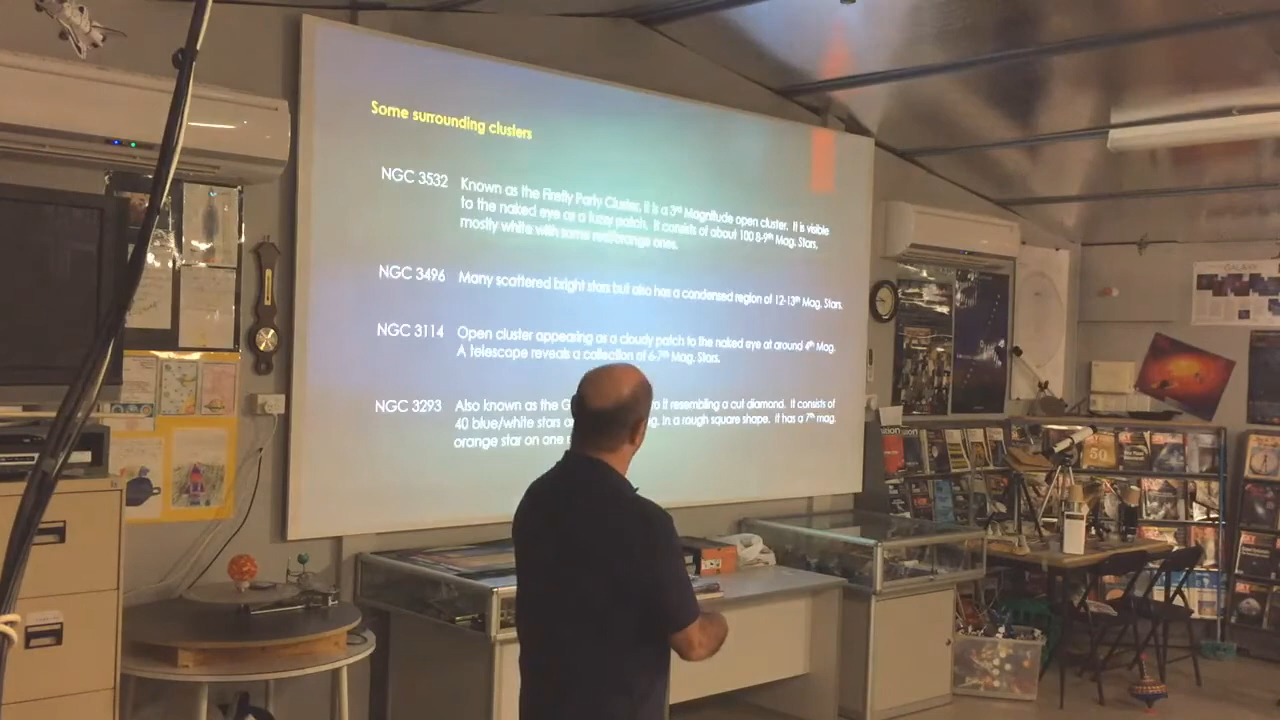 Some surrounding clusters
NGC 3532 Known as the Firefly Party Cluster, it is a 3rd Magnitude open cluster. It is visible
to the naked eye as a fuzzy patch. It consists of about 100 8-9th Mag. Stars,
mostly white with some red/orange ones.
NGC 3496 Many scattered bright stars but also has a condensed region of 12-13th Mag. Stars.
NGC 3114 Open cluster appearing as a cloudy patch to the naked eye at around 4th Mag.
A telescope reveals a collection of 6-7th Mag. Stars.
NGC 3293 Also known as the G to it resembling a cut diamond. It consists of
40 blue/white stars in a rough square shape. It has a 7th mag.
orange star on one
GALAXY
50